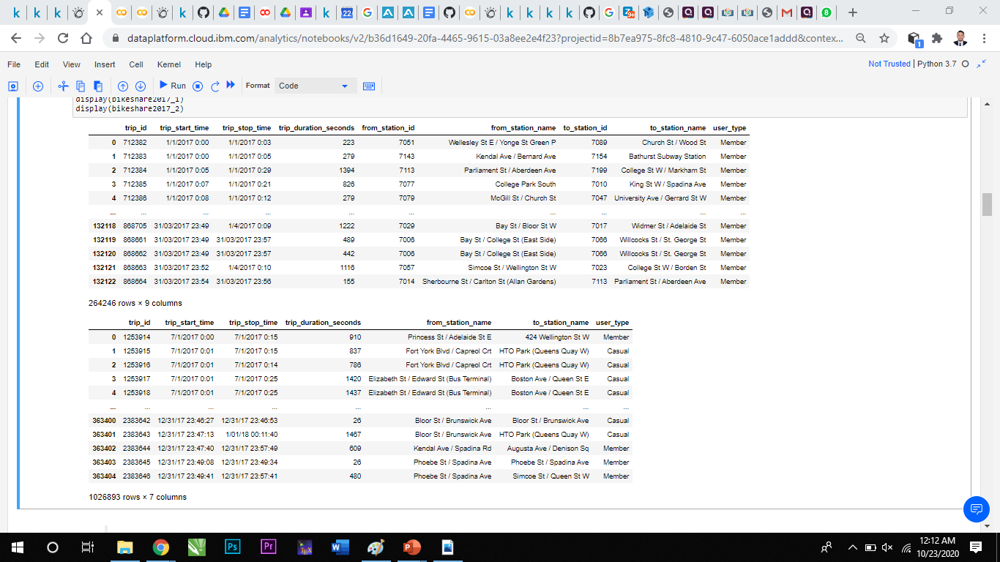 22
G
A
A
G
9+
8
dataplatform.cloud.ibm.com/analytics/notebooks/v2/b36d1649-20fa-4465-9615-03a8ee2e4f23?projectid=8b7ea975-8fc8-4810-9c47-6050ace1addd&contex...
1
File Edit View Insert Cell Kernel Help Not Trusted | Python 3.7
Run Format Code
display(bikeshare2017_1)
display(bikeshare2017_2)
trip_id trip_start_time trip_stop_time trip_duration_seconds from_station_id from_station_name to_station_id to_station_name user_type
0 712382 1/1/2017 0:00 1/1/2017 0:03 223 7051 Wellesley St E / Yonge St Green P 7089 Church St / Wood St Member
1 712383 1/1/2017 0:00 1/1/2017 0:05 279 7143 Kendal Ave / Bernard Ave 7154 Bathurst Subway Station Member
2 712384 1/1/2017 0:05 1/1/2017 0:29 1394 7113 Parliament St / Aberdeen Ave 7199 College St W / Markham St Member
3 712385 1/1/2017 0:07 1/1/2017 0:21 826 7077 College Park South 7010 King St W / Spadina Ave Member
4 712386 1/1/2017 0:08 1/1/2017 0:12 279 7079 McGill St / Church St 7047 University Ave / Gerrard St W Member
... ... ... ... ... ... ... ... ... ...
132118 868705 31/03/2017 23:49 1/4/2017 0:09 1222 7029 Bay St / Bloor St W 7017 Widmer St / Adelaide St Member
132119 868661 31/03/2017 23:49 31/03/2017 23:57 489 7006 Bay St / College St (East Side) 7066 Willcocks St / St. George St Member
132120 868662 31/03/2017 23:49 31/03/2017 23:57 442 7006 Bay St / College St (East Side) 7066 Willcocks St / St. George St Member
132121 868663 31/03/2017 23:52 1/4/2017 0:10 1116 7057 Simcoe St / Wellington St W 7023 College St W / Borden St Member
132122 868664 31/03/2017 23:54 31/03/2017 23:56 155 7014 Sherbourne St / Carlton St (Allan Gardens) 7113 Parliament St / Aberdeen Ave Member
264246 rows × 9 columns
trip_id trip_start_time trip_stop_time trip_duration_seconds from_station_name to_station_name user_type
0 1253914 7/1/2017 0:00 7/1/2017 0:15 910 Princess St / Adelaide St E 424 Wellington St W Member
1 1253915 7/1/2017 0:01 7/1/2017 0:15 837 Fort York Blvd / Capreol Crt HTO Park (Queens Quay W) Casual
2 1253916 7/1/2017 0:01 7/1/2017 0:14 786 Fort York Blvd / Capreol Crt HTO Park (Queens Quay W) Casual
3 1253917 7/1/2017 0:01 7/1/2017 0:25 1420 Elizabeth St / Edward St (Bus Terminal) Boston Ave / Queen St E Casual
4 1253918 7/1/2017 0:01 7/1/2017 0:25 1437 Elizabeth St / Edward St (Bus Terminal) Boston Ave / Queen St E Casual
... ... ... ... ... ... ... ...
363400 2383642 12/31/17 23:46:27 12/31/17 23:46:53 26 Bloor St / Brunswick Ave Bloor St / Brunswick Ave Casual
363401 2383643 12/31/17 23:47:13 1/01/18 00:11:40 1467 Bloor St / Brunswick Ave HTO Park (Queens Quay W) Casual
363402 2383644 12/31/17 23:47:40 12/31/17 23:57:49 609 Kendal Ave / Spadina Rd Augusta Ave / Denison Sq Member
363403 2383645 12/31/17 23:49:08 12/31/17 23:49:34 26 Phoebe St / Spadina Ave Phoebe St / Spadina Ave Member
363404 2383646 12/31/17 23:49:41 12/31/17 23:57:41 480 Phoebe St / Spadina Ave Simcoe St / Queen St W Member
1026893 rows × 7 columns
Ps Pr TEX W P
12:12 AM
10/23/2020